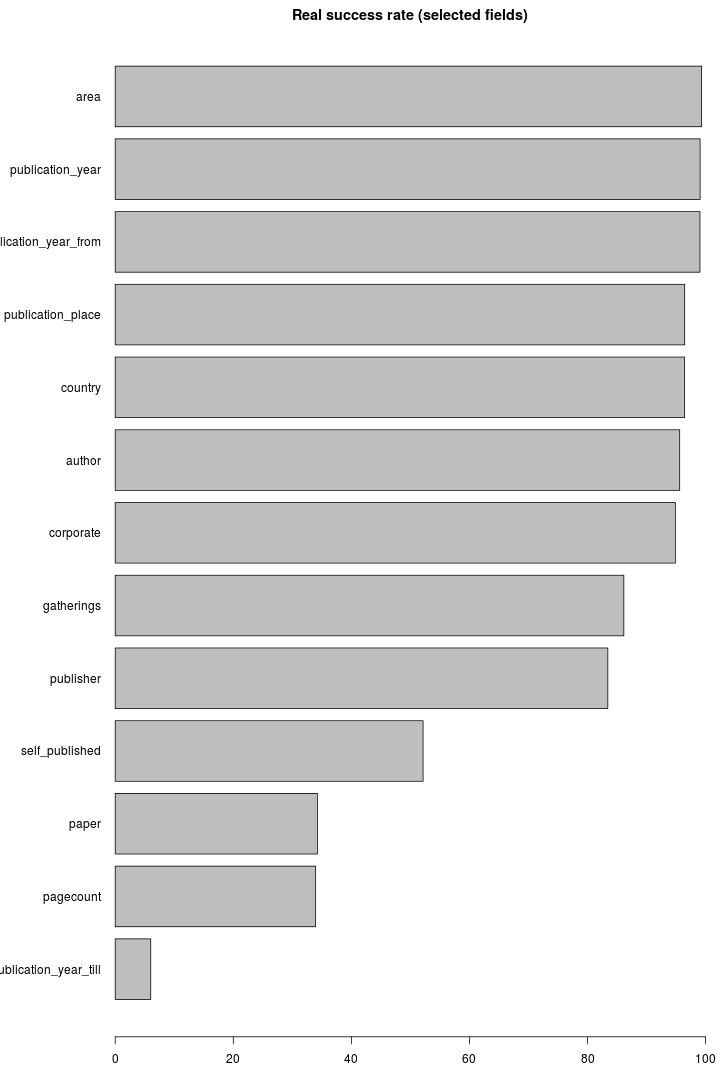 Real success rate (selected fields)
area
publication_year
lication_year_from
publication_place
country
author
corporate
gatherings
publisher
self_published
paper
pagecount
ublication_year_till
0 20 40 60 80 100